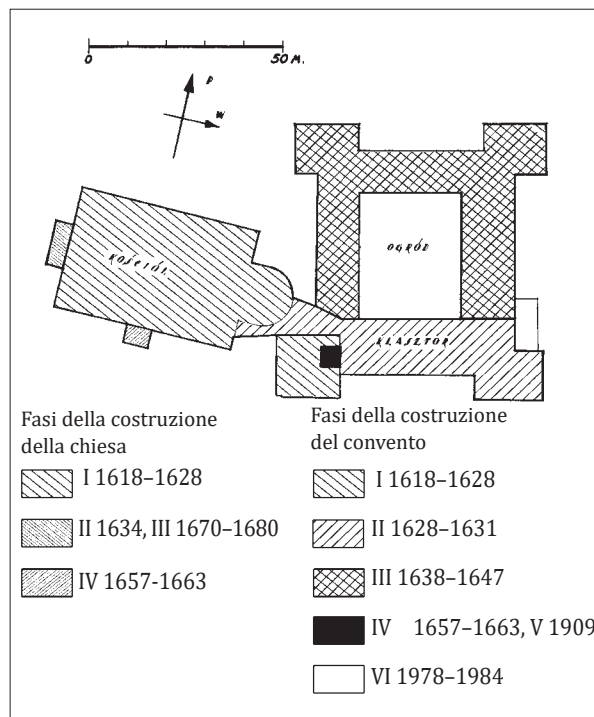 0 50 M.
P
W
OGRÓD
KOŚCIÓŁ
KLASZTOR
Fasi della costruzione
della chiesa
I 1618–1628
II 1634, III 1670–1680
IV 1657-1663
Fasi della costruzione
del convento
I 1618–1628
II 1628–1631
III 1638–1647
IV 1657–1663, V 1909
VI 1978–1984